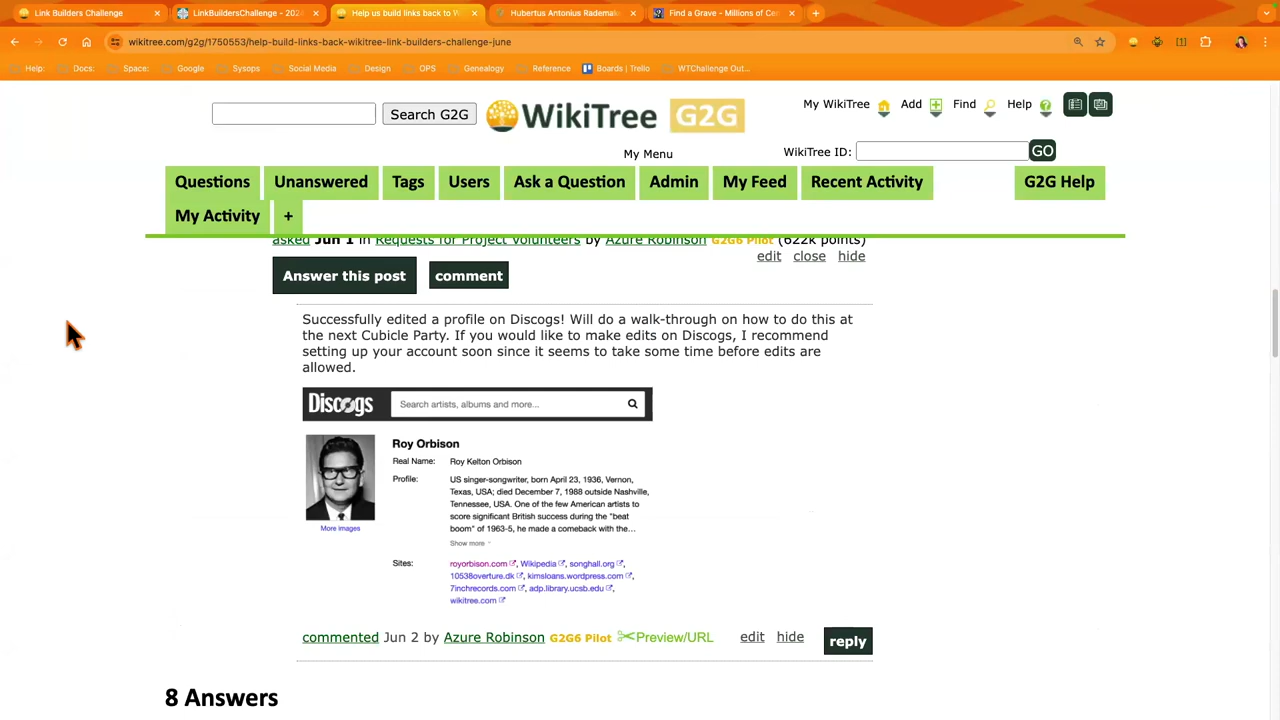 Link Builders Challenge
LinkBuildersChallenge - 2024
Help us build links back to W
Hubertus Antonius Rademak
Find a Grave - Millions of Cem
wikitree.com/g2g/1750553/help-build-links-back-wikitree-link-builders-challenge-june
Help:
Docs:
Space:
Google
Sysops
Social Media
Design
OPS
Genealogy
Reference
Boards | Trello
WTChallenge Out...
Search G2G
WikiTree G2G
My WikiTree
Add
Find
Help
My Menu
WikiTree ID:
GO
Questions
Unanswered
Tags
Users
Ask a Question
Admin
My Feed
Recent Activity
G2G Help
My Activity
+
asked Jun 1 in Requests for Project Volunteers by Azure Robinson G2G6 Pilot (622k points)
edit close hide
Answer this post
comment
Successfully edited a profile on Discogs! Will do a walk-through on how to do this at
the next Cubicle Party. If you would like to make edits on Discogs, I recommend
setting up your account soon since it seems to take some time before edits are
allowed.
Discogs
Search artists, albums and more...
Roy Orbison
Real Name: Roy Kelton Orbison
Profile: US singer-songwriter, born April 23, 1936, Vernon,
Texas, USA; died December 7, 1988 outside Nashville,
Tennessee, USA. One of the few American artists to
score significant British success during the "beat
boom" of 1963-5, he made a comeback with the...
More images
Show more
Sites: royorbison.com, Wikipedia, songhall.org,
10538overture.dk, kimsloans.wordpress.com,
7inchrecords.com, adp.library.ucsb.edu,
wikitree.com
commented Jun 2 by Azure Robinson G2G6 Pilot Preview/URL
edit hide
reply
8 Answers